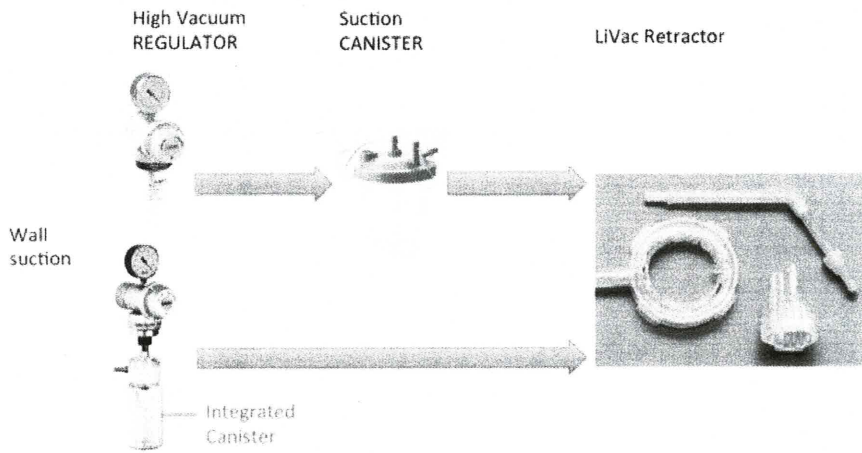 High Vacuum
REGULATOR
Suction
CANISTER
LiVac Retractor
Wall
suction
Integrated
Canister